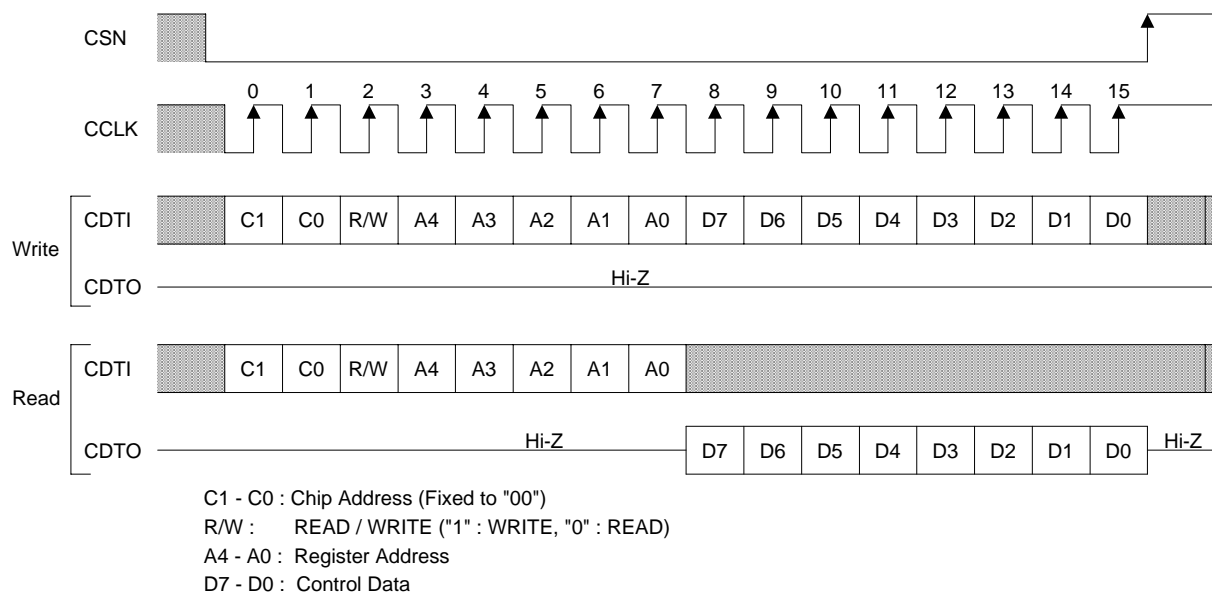 CSN
0 1 2 3 4 5 6 7 8 9 10 11 12 13 14 15
CCLK
CDTI C1 C0 R/W A4 A3 A2 A1 A0 D7 D6 D5 D4 D3 D2 D1 D0
Write
CDTO Hi-Z
CDTI C1 C0 R/W A4 A3 A2 A1 A0
Read
CDTO Hi-Z D7 D6 D5 D4 D3 D2 D1 D0 Hi-Z
C1 - C0 : Chip Address (Fixed to "00")
R/W : READ / WRITE ("1" : WRITE, "0" : READ)
A4 - A0 : Register Address
D7 - D0 : Control Data